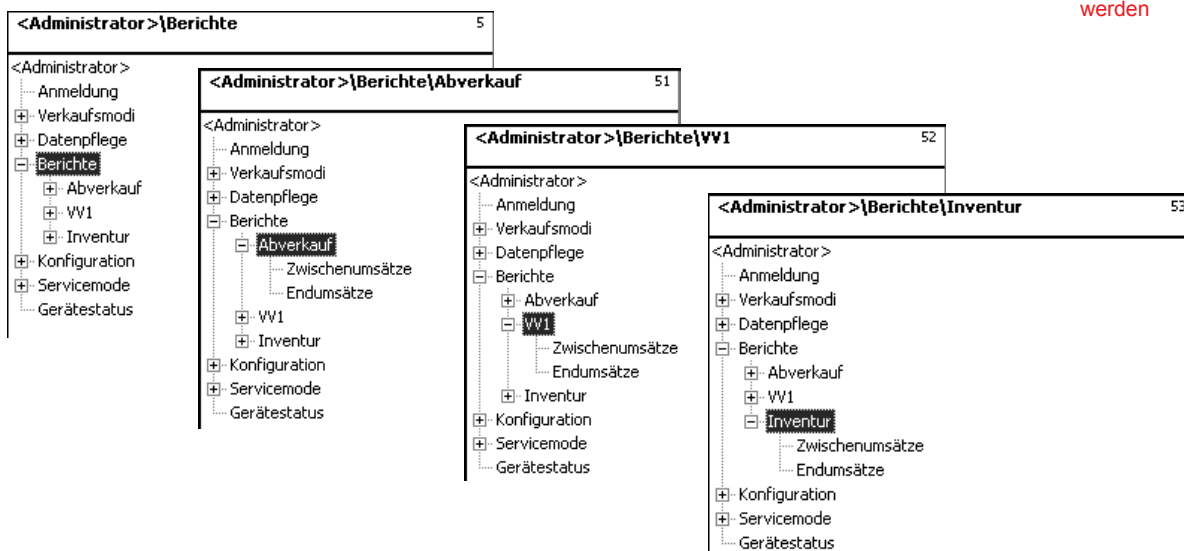 werden
<Administrator>\Berichte 5
<Administrator>
Anmeldung
Verkaufsmodi
Datenpflege
Berichte
Abverkauf
VV1
Inventur
Konfiguration
Servicemode
Gerätestatus
<Administrator>\Berichte\Abverkauf 51
<Administrator>
Anmeldung
Verkaufsmodi
Datenpflege
Berichte
Abverkauf
Zwischenumsätze
Endumsätze
VV1
Inventur
Konfiguration
Servicemode
Gerätestatus
<Administrator>\Berichte\VV1 52
<Administrator>
Anmeldung
Verkaufsmodi
Datenpflege
Berichte
Abverkauf
VV1
Zwischenumsätze
Endumsätze
Inventur
Konfiguration
Servicemode
Gerätestatus
<Administrator>\Berichte\Inventur 53
<Administrator>
Anmeldung
Verkaufsmodi
Datenpflege
Berichte
Abverkauf
VV1
Inventur
Zwischenumsätze
Endumsätze
Konfiguration
Servicemode
Gerätestatus